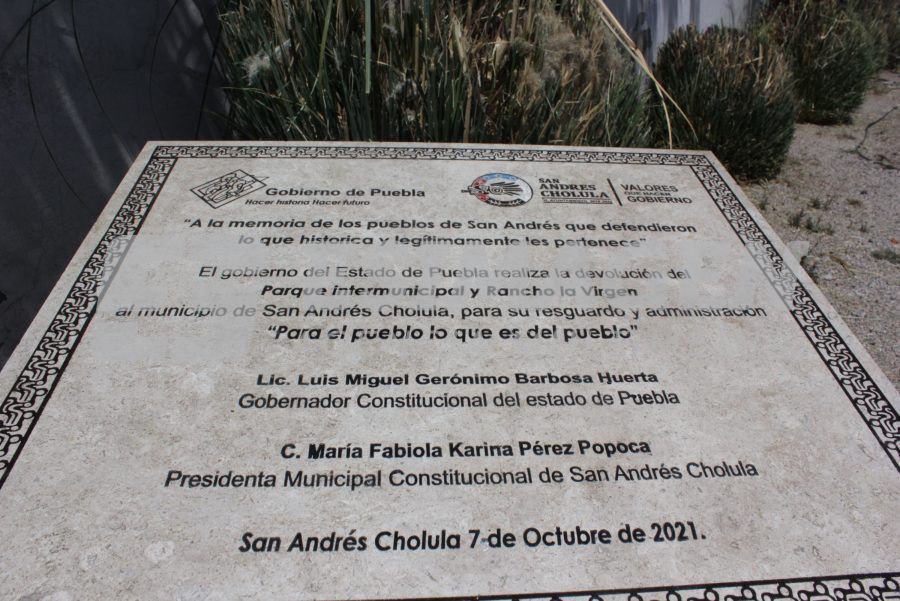 Gobierno de Puebla
Hacer historia Hacer futuro
SAN
ANDRÉS
CHOLULA
VALORES
QUE HACEN
GOBIERNO
"A la memoria de los pueblos de San Andrés que defendieron
lo que historica y legítimamente les pertenece"
El gobierno del Estado de Puebla realiza la devolución del
Parque intermunicipal y Rancho la Virgen
al municipio de San Andrés Cholula, para su resguardo y administración
"Para el pueblo lo que es del pueblo"
Lic. Luis Miguel Gerónimo Barbosa Huerta
Gobernador Constitucional del estado de Puebla
C. María Fabiola Karina Pérez Popoca
Presidenta Municipal Constitucional de San Andrés Cholula
San Andrés Cholula 7 de Octubre de 2021.